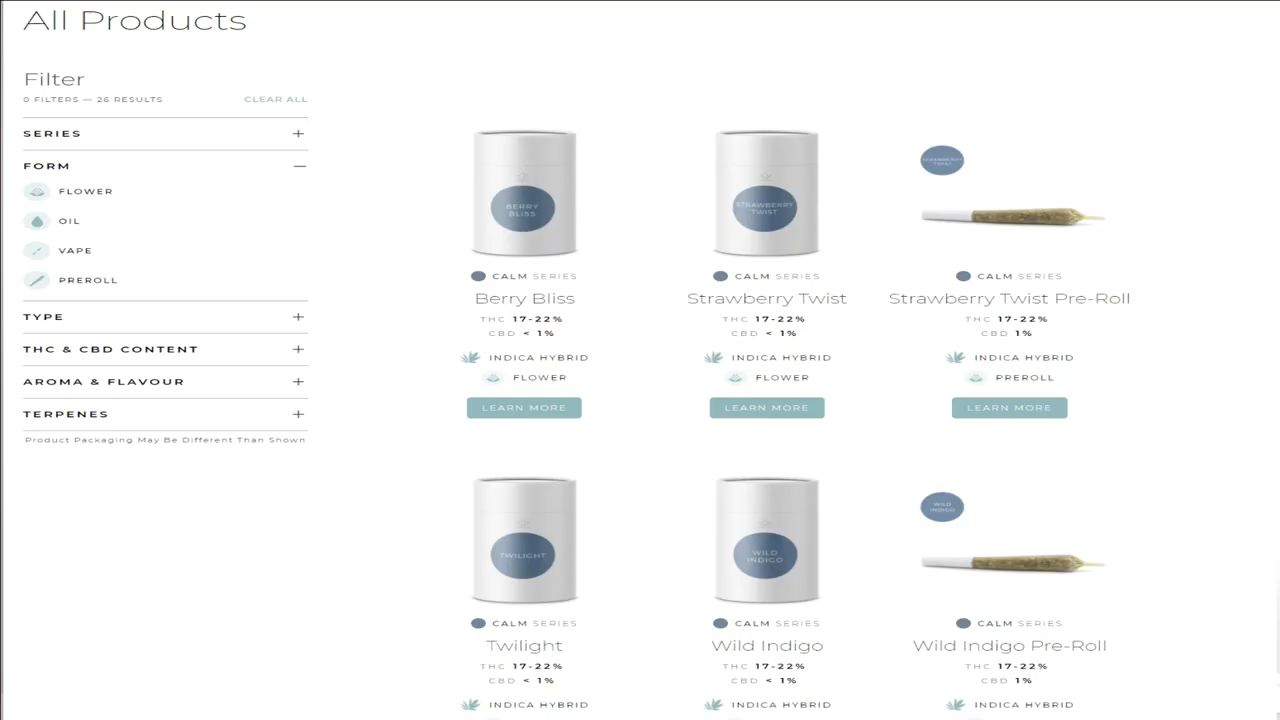 All Products
Filter
0 FILTERS — 26 RESULTS
CLEAR ALL
SERIES
FORM
FLOWER
OIL
VAPE
PREROLL
TYPE
THC & CBD CONTENT
AROMA & FLAVOUR
TERPENES
Product Packaging May Be Different Than Shown
BERRY
BLISS
CALM SERIES
Berry Bliss
THC 17-22%
CBD < 1%
INDICA HYBRID
FLOWER
LEARN MORE
STRAWBERRY
TWIST
CALM SERIES
Strawberry Twist
THC 17-22%
CBD < 1%
INDICA HYBRID
FLOWER
LEARN MORE
STRAWBERRY
TWIST
CALM SERIES
Strawberry Twist Pre-Roll
THC 17-22%
CBD 1%
INDICA HYBRID
PREROLL
LEARN MORE
TWILIGHT
CALM SERIES
Twilight
THC 17-22%
CBD < 1%
INDICA HYBRID
WILD
INDIGO
CALM SERIES
Wild Indigo
THC 17-22%
CBD < 1%
INDICA HYBRID
WILD
INDIGO
CALM SERIES
Wild Indigo Pre-Roll
THC 17-22%
CBD 1%
INDICA HYBRID